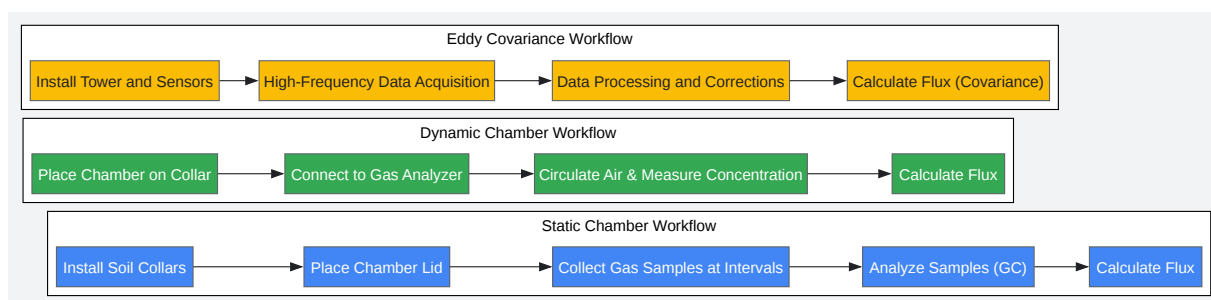 Eddy Covariance Workflow
Install Tower and Sensors
High-Frequency Data Acquisition
Data Processing and Corrections
Calculate Flux (Covariance)
Dynamic Chamber Workflow
Place Chamber on Collar
Connect to Gas Analyzer
Circulate Air & Measure Concentration
Calculate Flux
Static Chamber Workflow
Install Soil Collars
Place Chamber Lid
Collect Gas Samples at Intervals
Analyze Samples (GC)
Calculate Flux